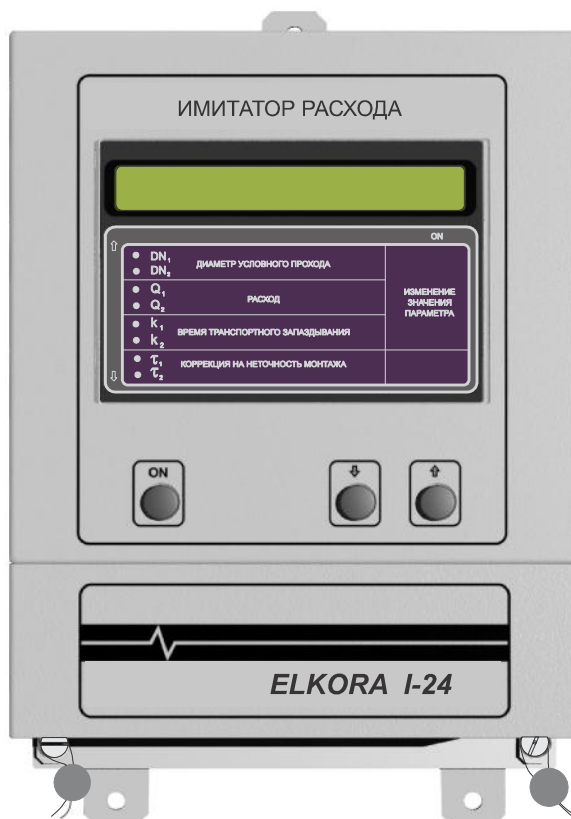 ИМИТАТОР РАСХОДА
ON
DN1
DN2
ДИАМЕТР УСЛОВНОГО ПРОХОДА
Q1
Q2
РАСХОД
ИЗМЕНЕНИЕ
ЗНАЧЕНИЯ
ПАРАМЕТРА
k1
k2
ВРЕМЯ ТРАНСПОРТНОГО ЗАПАЗДЫВАНИЯ
τ1
τ2
КОРРЕКЦИЯ НА НЕТОЧНОСТЬ МОНТАЖА
ON
ELKORA I-24